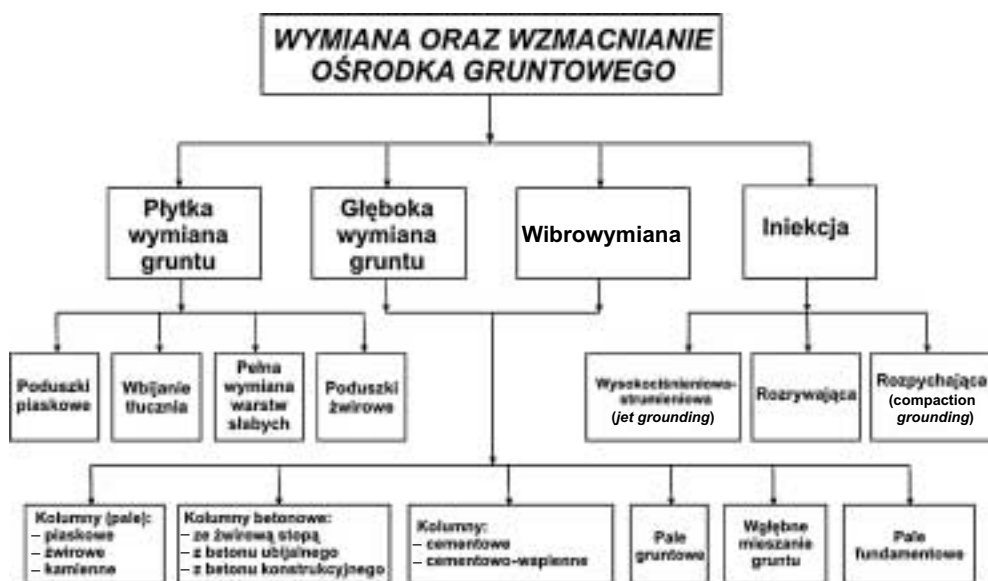 WYMIANA ORAZ WZMACNIANIE
OŚRODKA GRUNTOWEGO
Płytka
wymiana
gruntu
Głęboka
wymiana
gruntu
Wibrowymiana
Iniekcja
Poduszki
piaskowe
Wbijanie
tłucznia
Pełna
wymiana
warstw
słabych
Poduszki
żwirowe
Wysokociśnieniowo-
strumieniowa
(jet grounding)
Rozrywająca
Rozpychająca
(compaction
grounding)
Kolumny (pale):
– piaskowe
– żwirowe
– kamienne
Kolumny betonowe:
– ze żwirową stopą
– z betonu ubijalnego
– z betonu konstrukcyjnego
Kolumny:
– cementowe
– cementowo-wapienne
Pale
gruntowe
Wgłębne
mieszanie
gruntu
Pale
fundamentowe